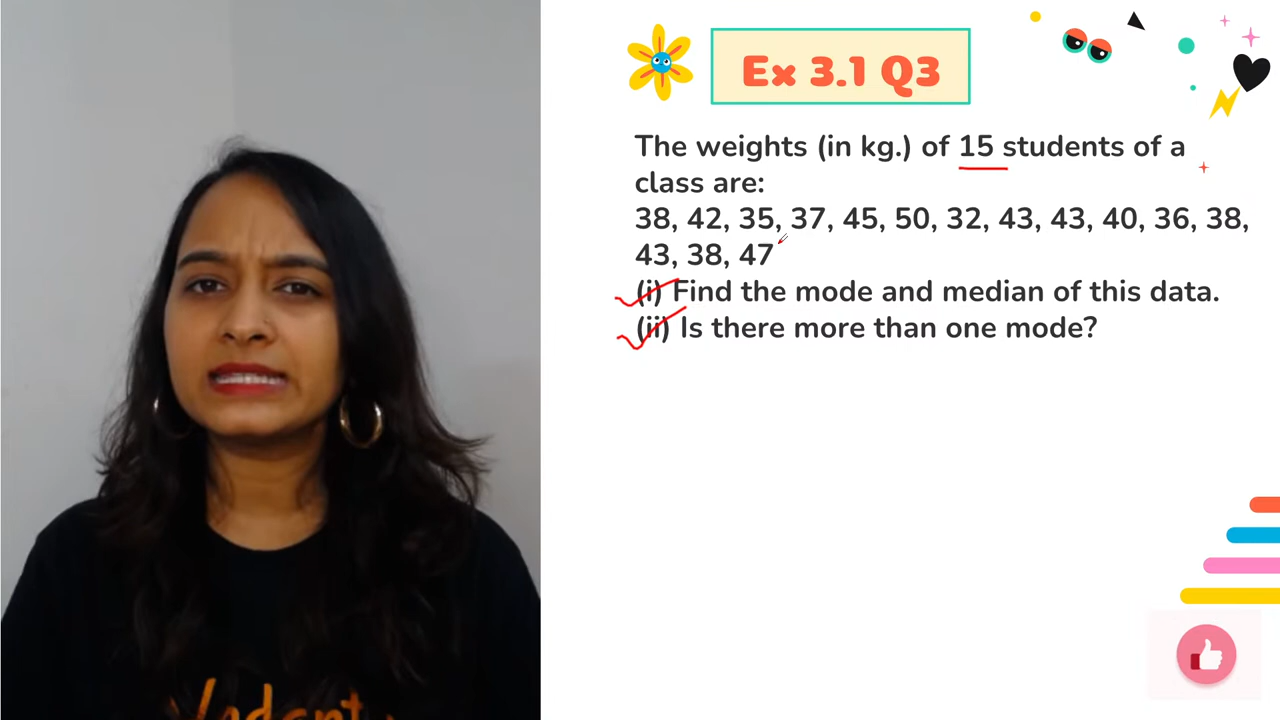 Ex 3.1 Q3
The weights (in kg.) of 15 students of a
class are:
38, 42, 35, 37, 45, 50, 32, 43, 43, 40, 36, 38,
43, 38, 47
(i) Find the mode and median of this data.
(ii) Is there more than one mode?